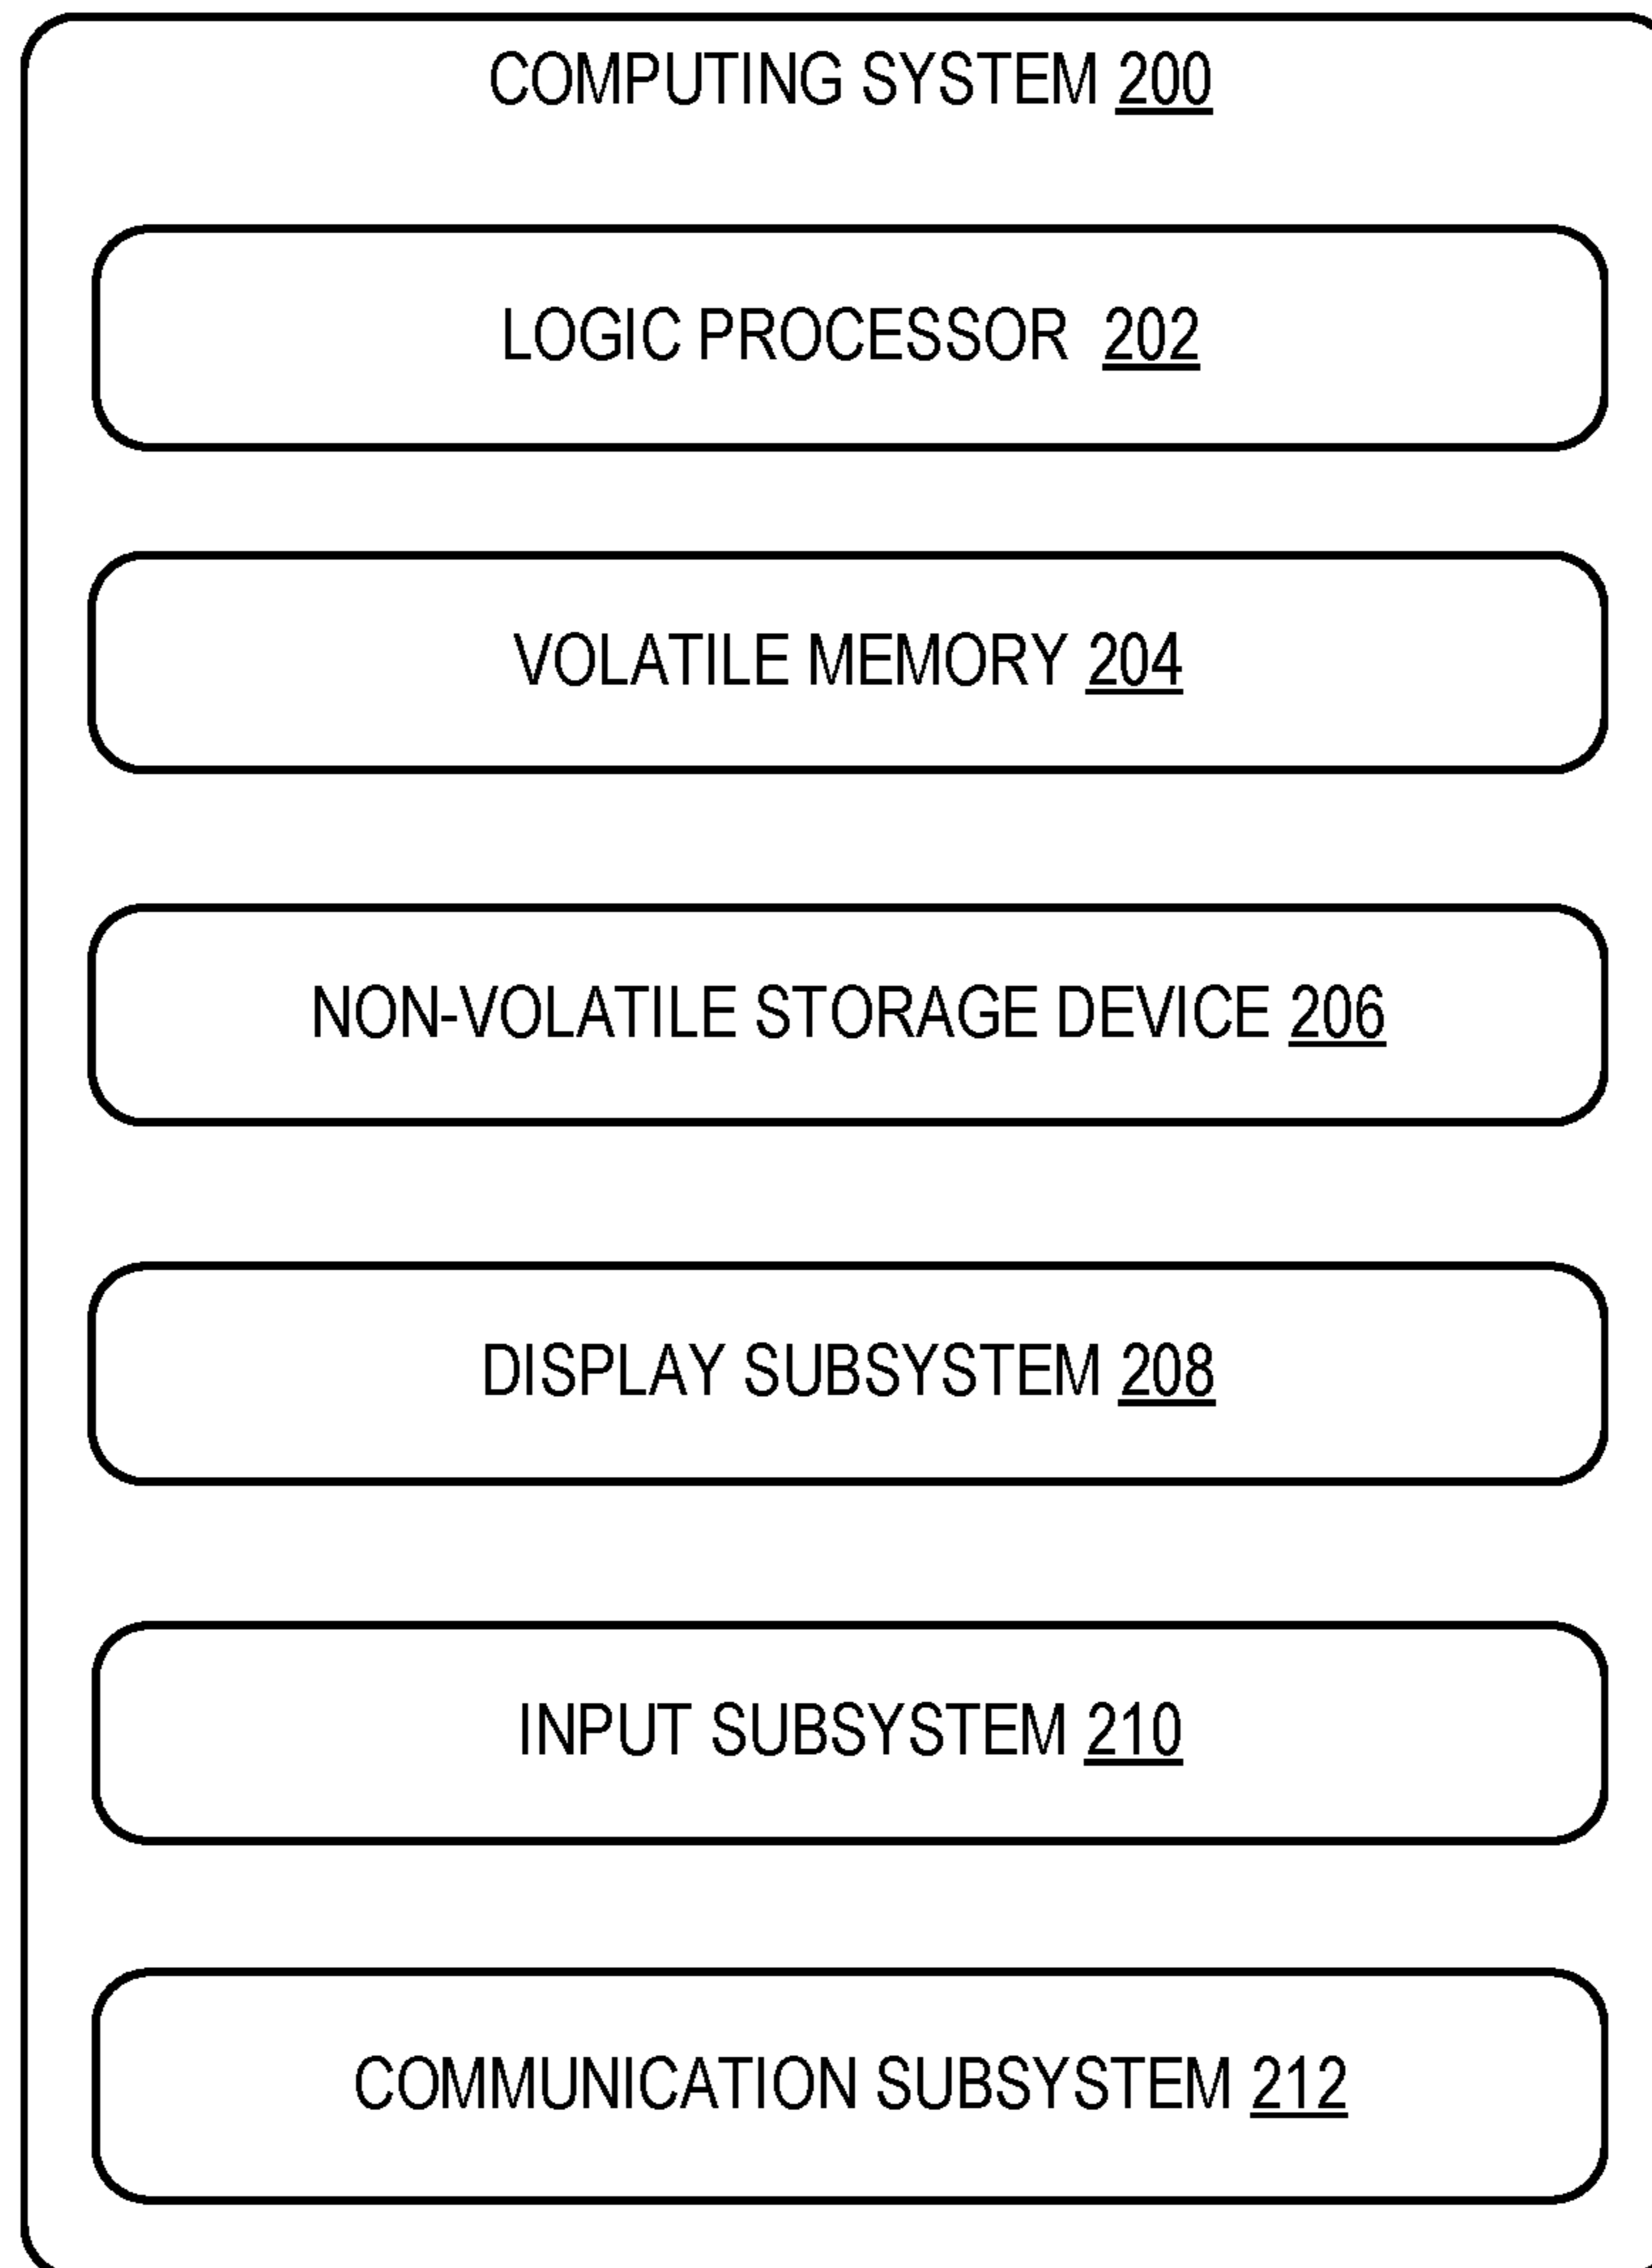 COMPUTING SYSTEM 200
LOGIC PROCESSOR 202
VOLATILE MEMORY 204
NON-VOLATILE STORAGE DEVICE 206
DISPLAY SUBSYSTEM 208
INPUT SUBSYSTEM 210
COMMUNICATION SUBSYSTEM 212